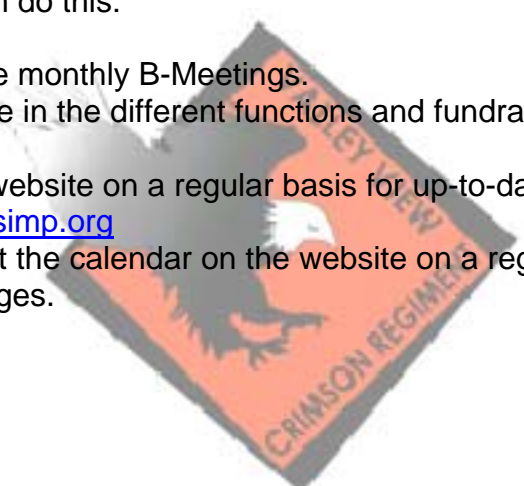 n do this.
e monthly B-Meetings.
e in the different functions and fundra
VALLEY VIEW
website on a regular basis for up-to-da
simp.org
t the calendar on the website on a reg
ges.
CRIMSON REGIMENT